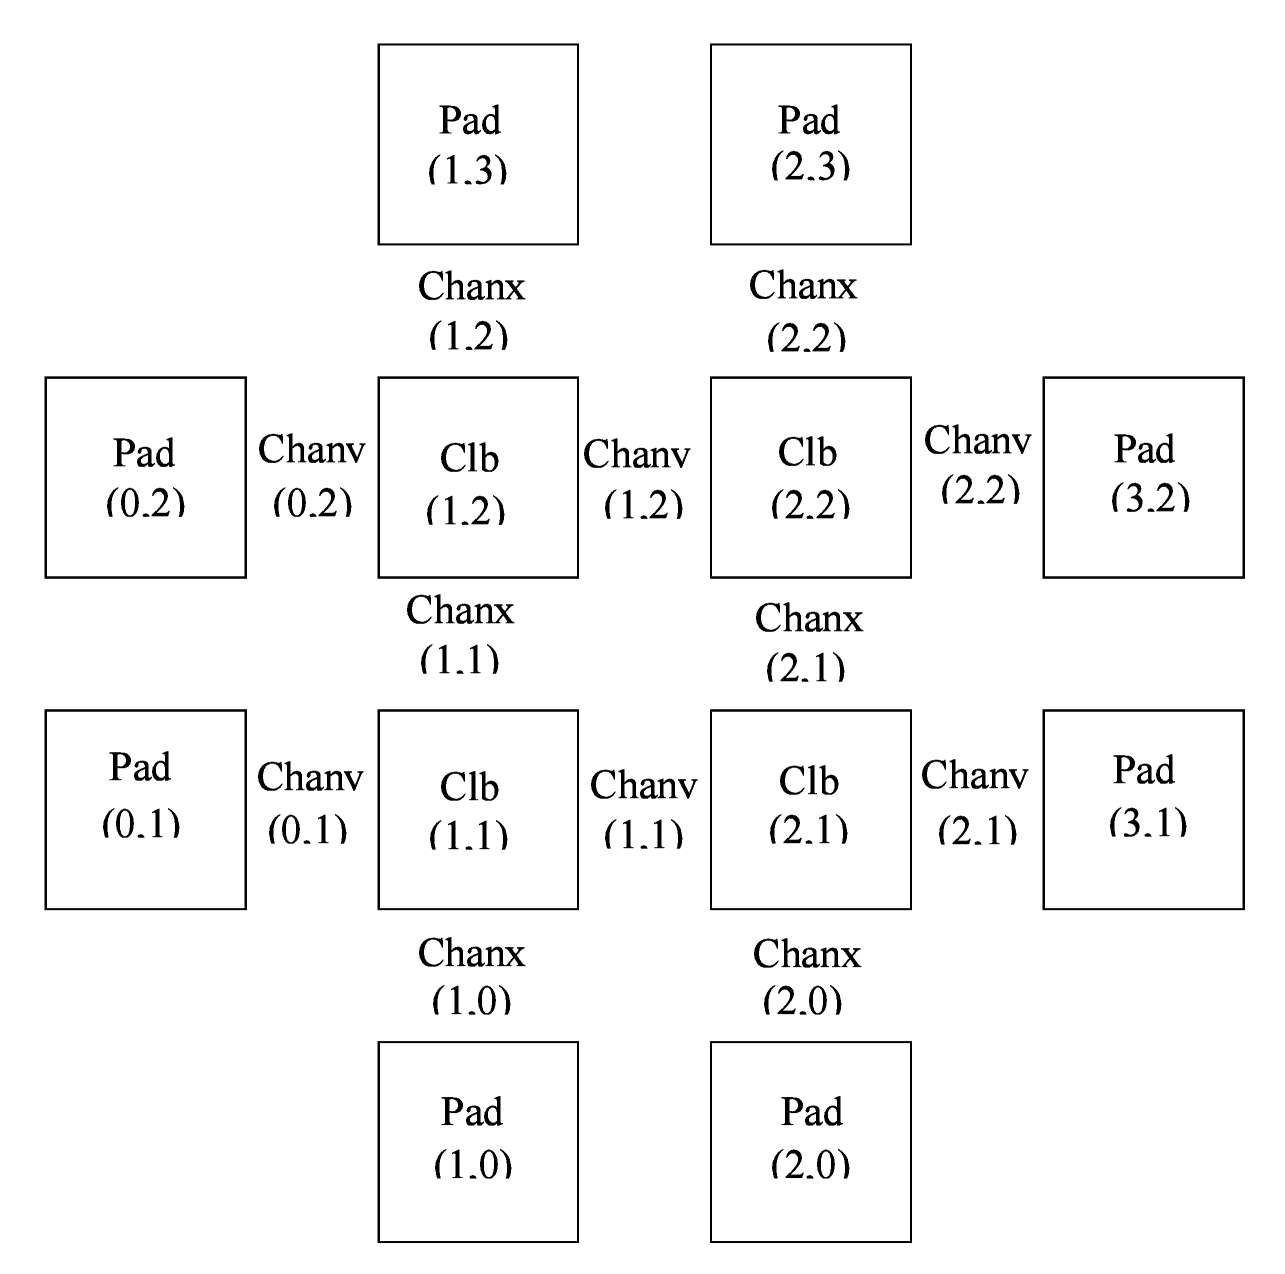 Pad
(1.3)
Pad
(2.3)
Chanx
(1.2)
Chanx
(2.2)
Pad
(0.2)
Chanv
(0.2)
Clb
(1.2)
Chanv
(1.2)
Clb
(2.2)
Chanv
(2.2)
Pad
(3.2)
Chanx
(1.1)
Chanx
(2.1)
Pad
(0.1)
Chanv
(0.1)
Clb
(1.1)
Chanv
(1.1)
Clb
(2.1)
Chanv
(2.1)
Pad
(3.1)
Chanx
(1.0)
Chanx
(2.0)
Pad
(1.0)
Pad
(2.0)